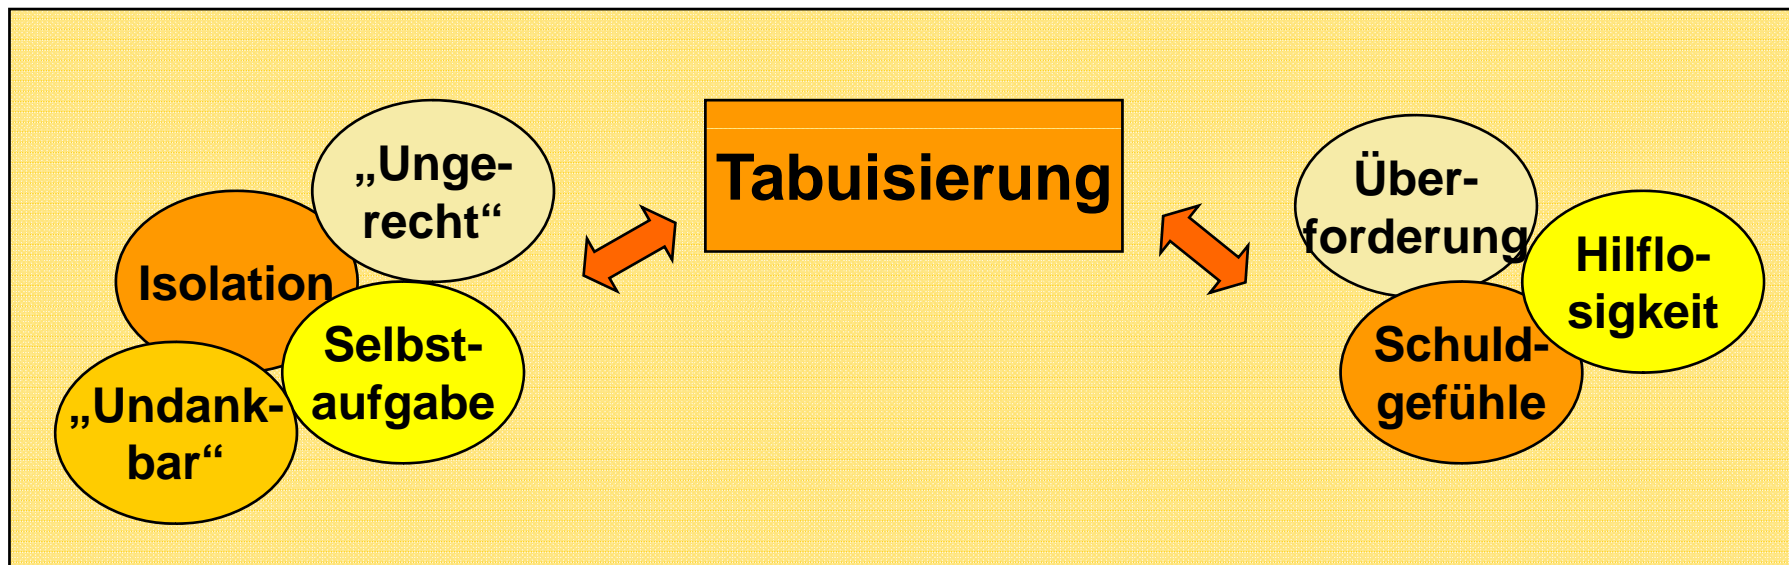 „Unge-
recht“
Isolation
Selbst-
aufgabe
„Undank-
bar“
Tabuisierung
Über-
forderung
Hilflo-
sigkeit
Schuld-
gefühle